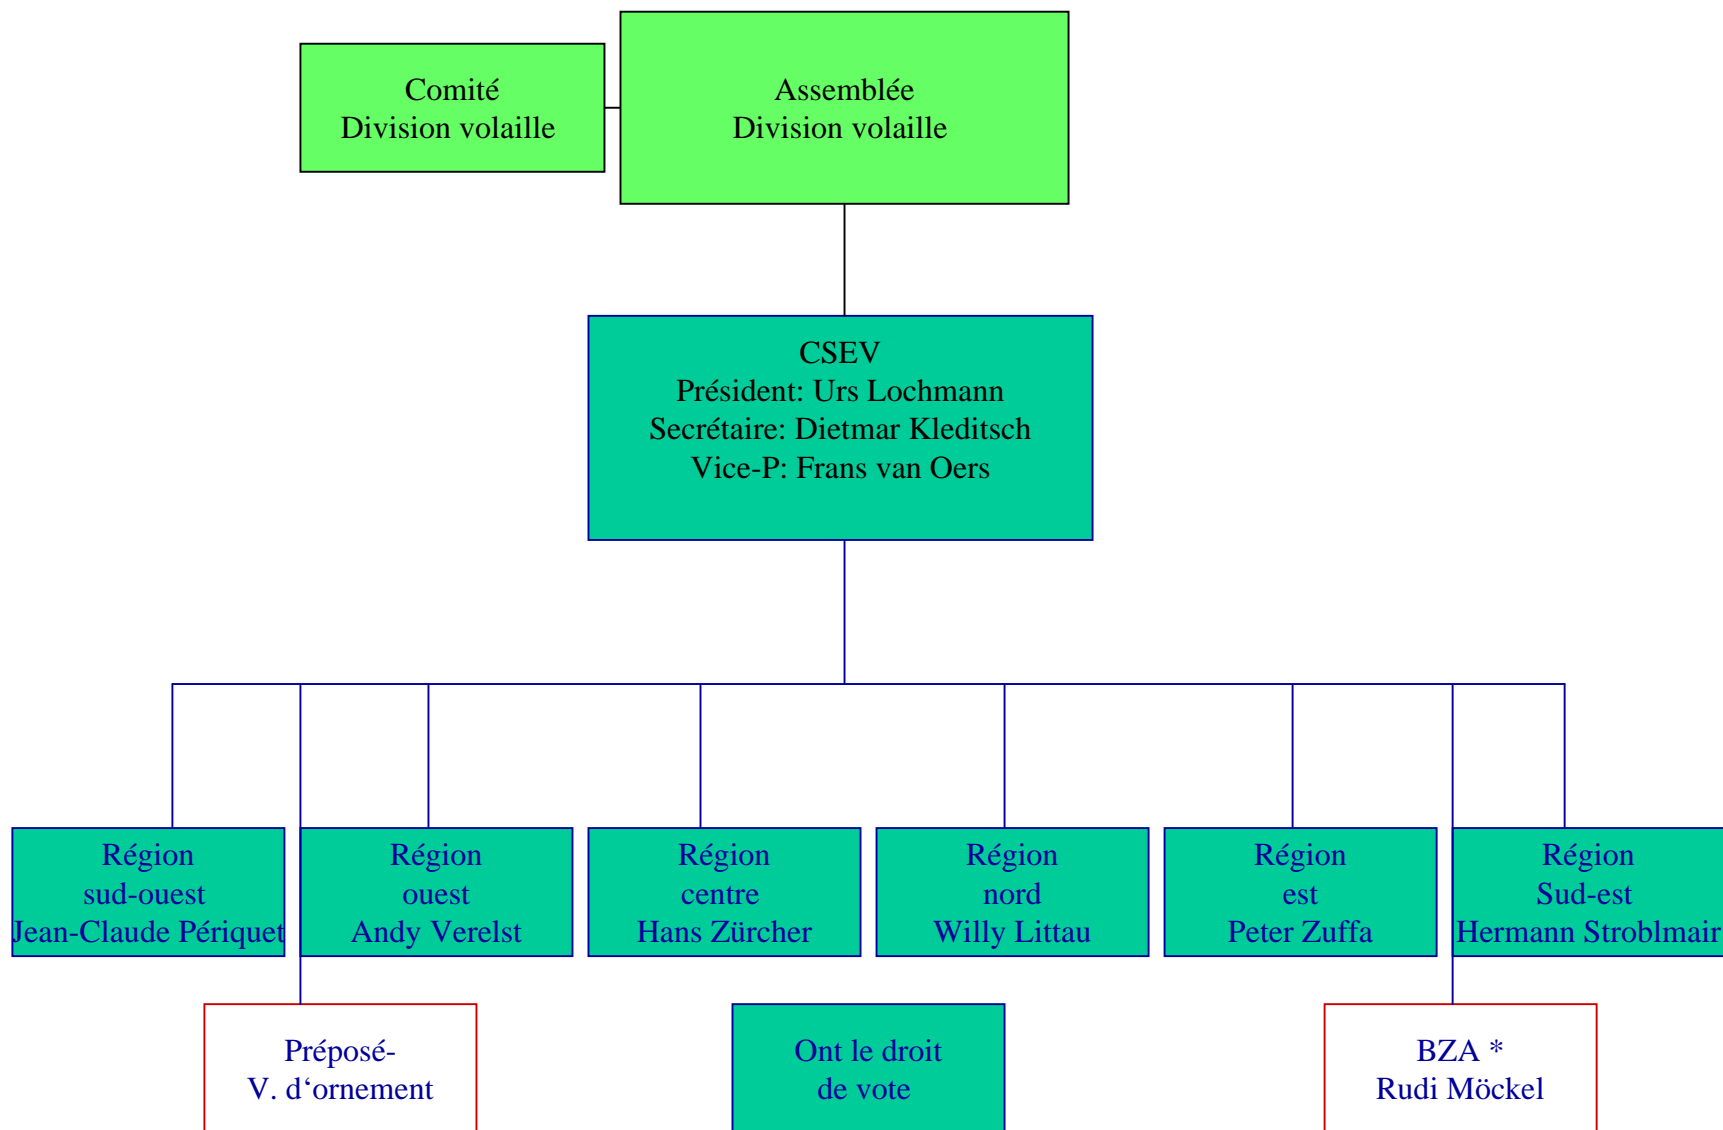 Comité
Division volaille
Assemblée
Division volaille
CSEV
Président: Urs Lochmann
Secrétaire: Dietmar Kleditsch
Vice-P: Frans van Oers
Région
sud-ouest
Jean-Claude Périquet
Région
ouest
Andy Verelst
Région
centre
Hans Zürcher
Région
nord
Willy Littau
Région
est
Peter Zuffa
Région
Sud-est
Hermann Stroblmair
Préposé-
V. d‘ornement
Ont le droit
de vote
BZA *
Rudi Möckel